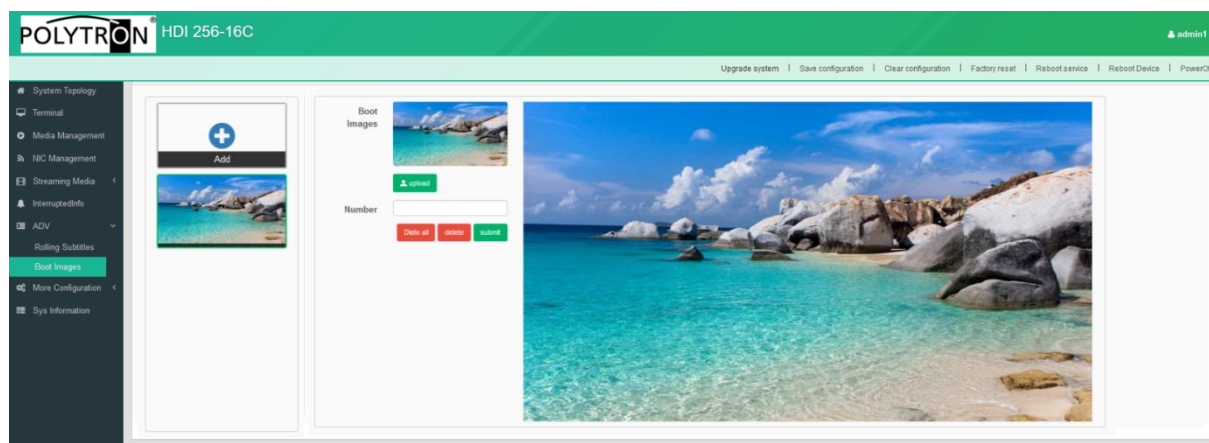 POLYTRON® HDI 256-16C
admin1
Upgrade system | Save configuration | Clear configuration | Factory reset | Reboot service | Reboot Device | PowerO
System Topology
Terminal
Media Management
NIC Management
Streaming Media
InterruptedInfo
ADV
Rolling Subtitles
Boot Images
More Configuration
Sys Information
Add
Boot
Images
upload
Number
Dlete all delete submit